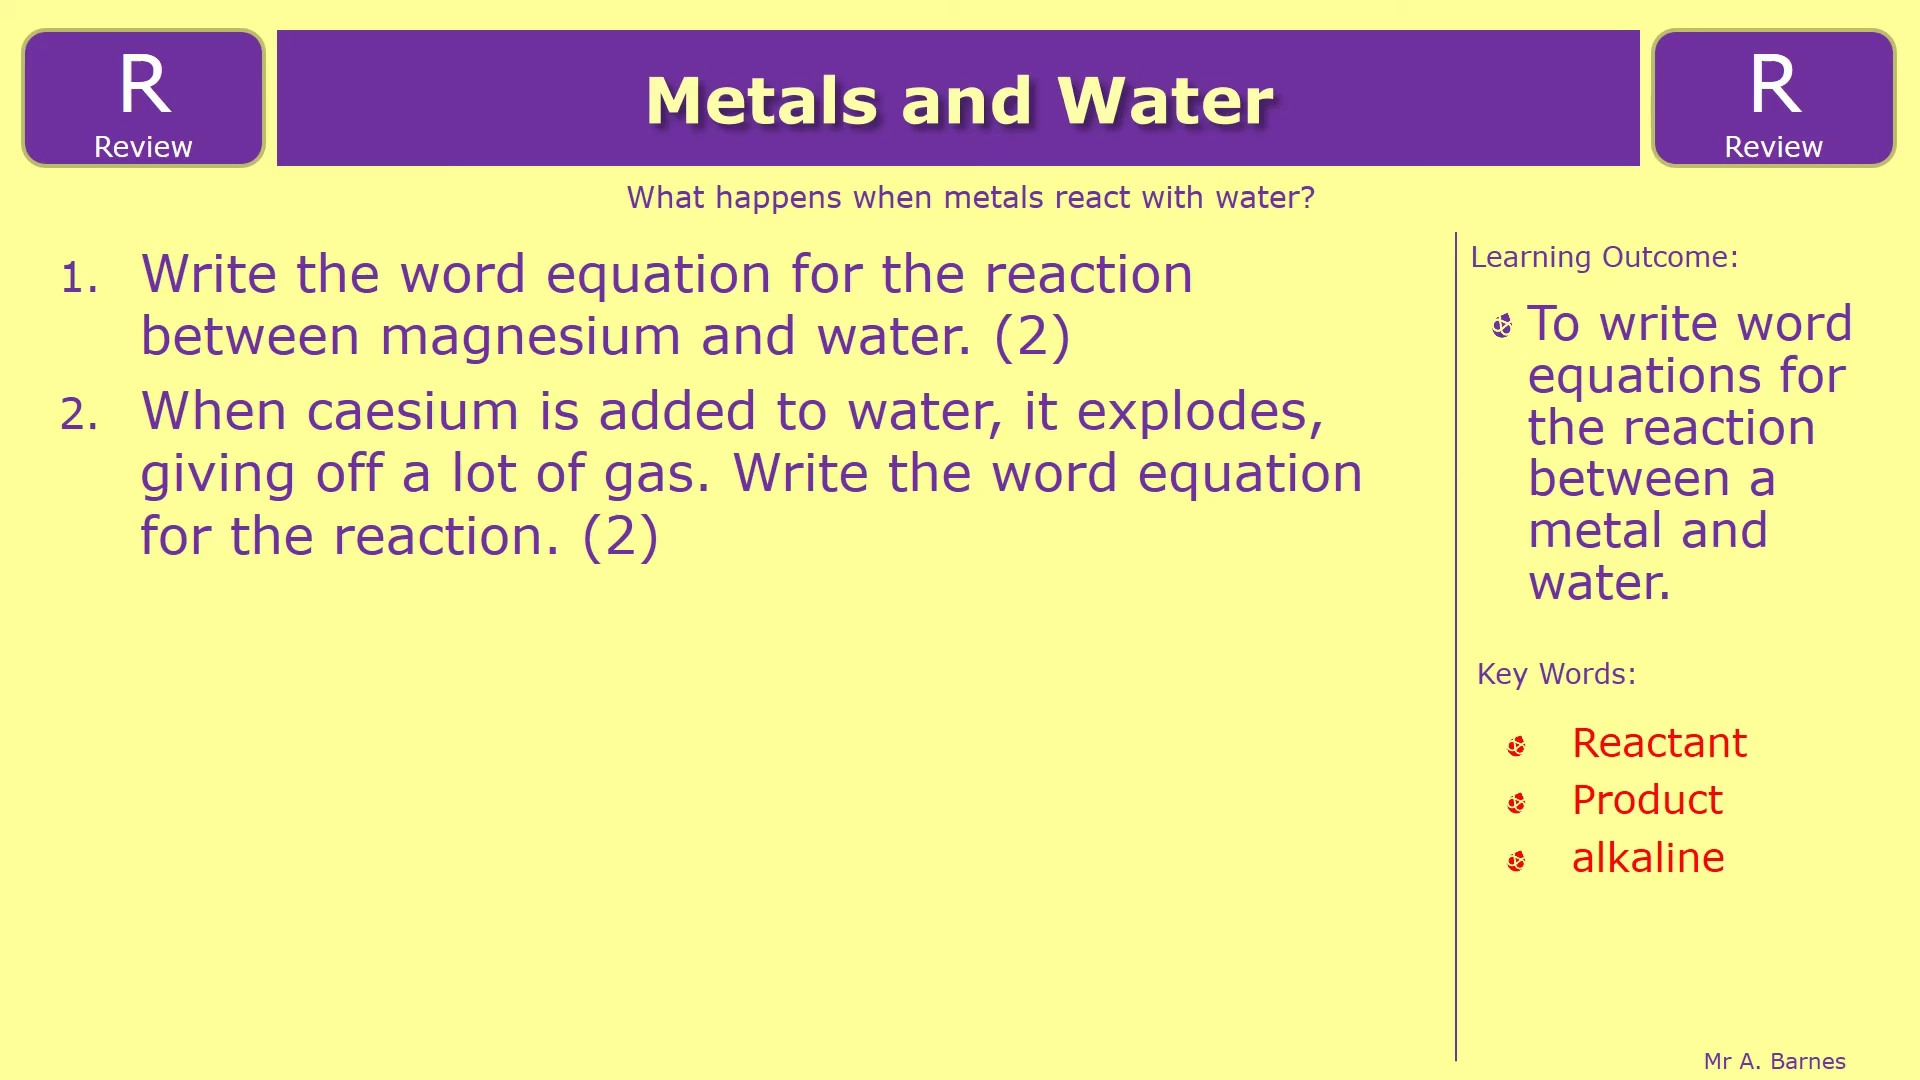 R
Review
Metals and Water
R
Review
What happens when metals react with water?
1. Write the word equation for the reaction
between magnesium and water. (2)
2. When caesium is added to water, it explodes,
giving off a lot of gas. Write the word equation
for the reaction. (2)
Learning Outcome:
To write word
equations for
the reaction
between a
metal and
water.
Key Words:
Reactant
Product
alkaline
Mr A. Barnes